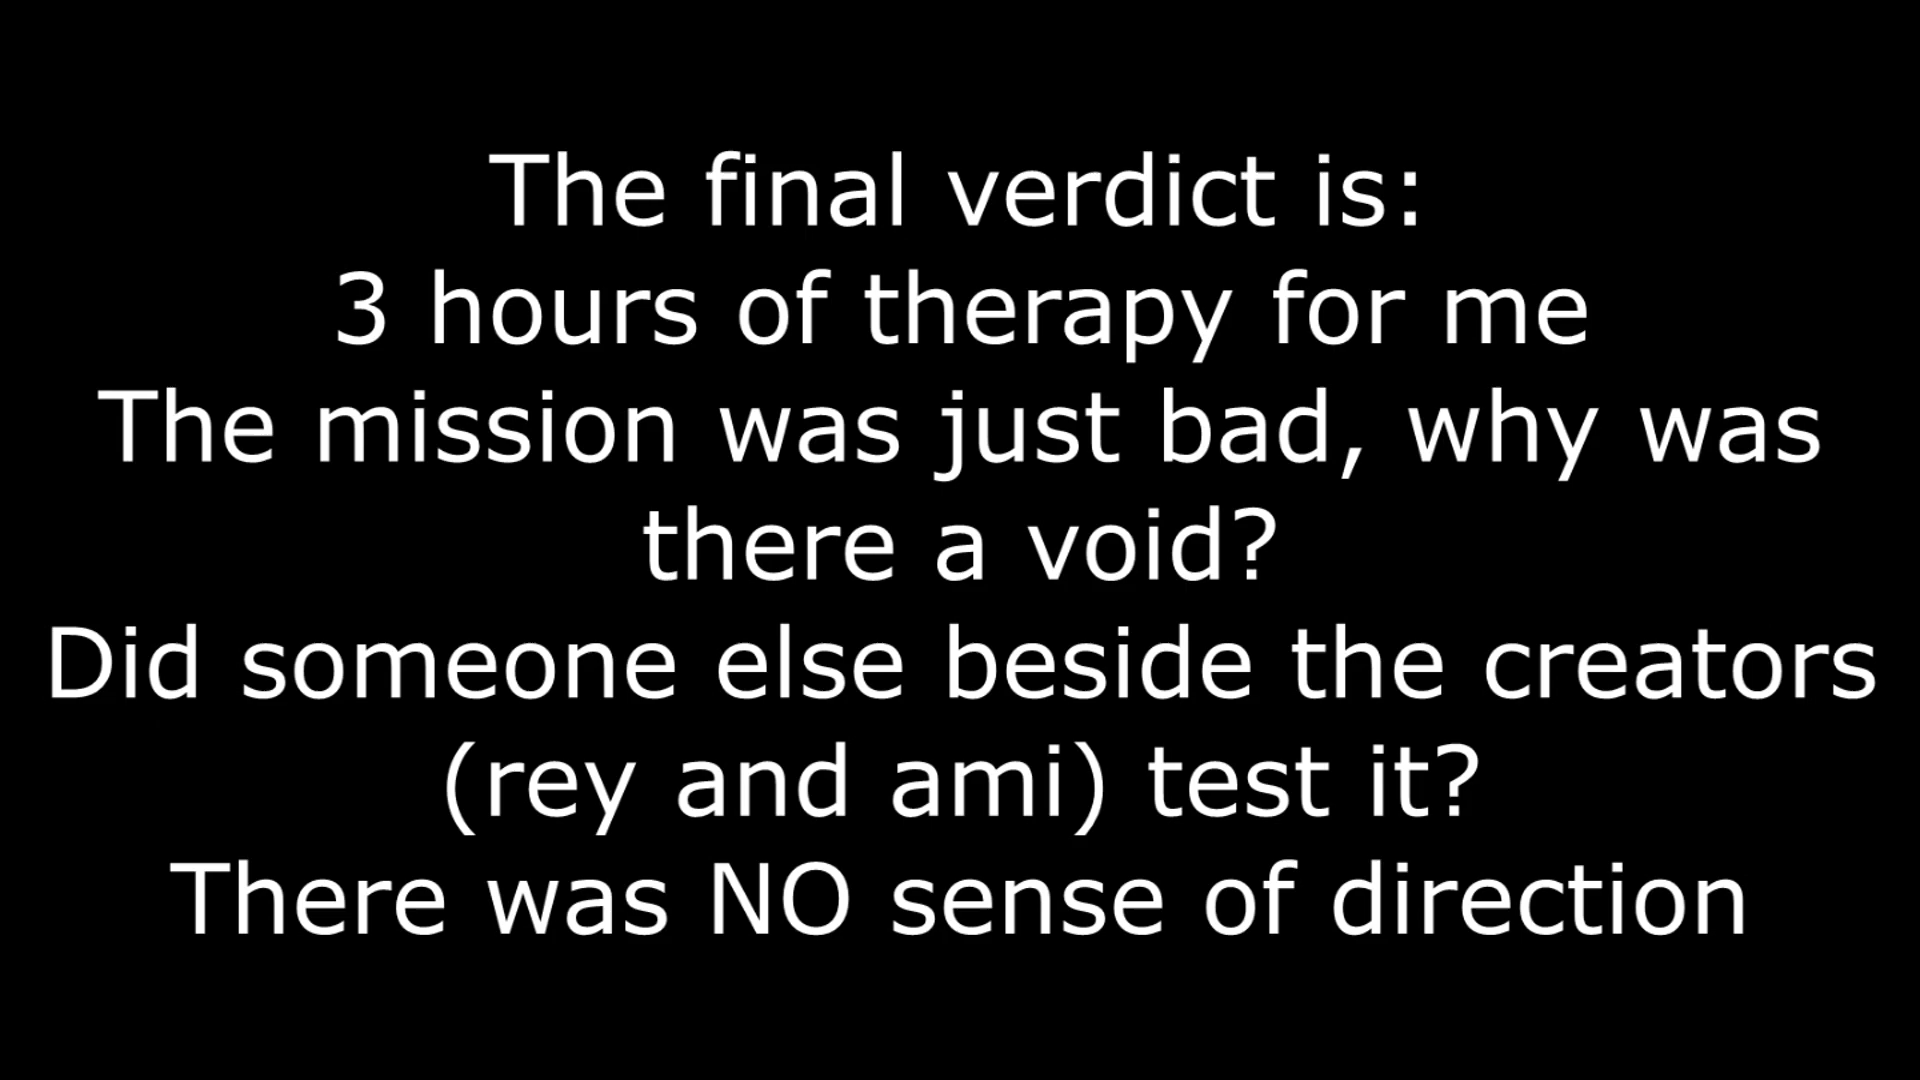 The final verdict is:
3 hours of therapy for me
The mission was just bad, why was
there a void?
Did someone else beside the creators
(rey and ami) test it?
There was NO sense of direction